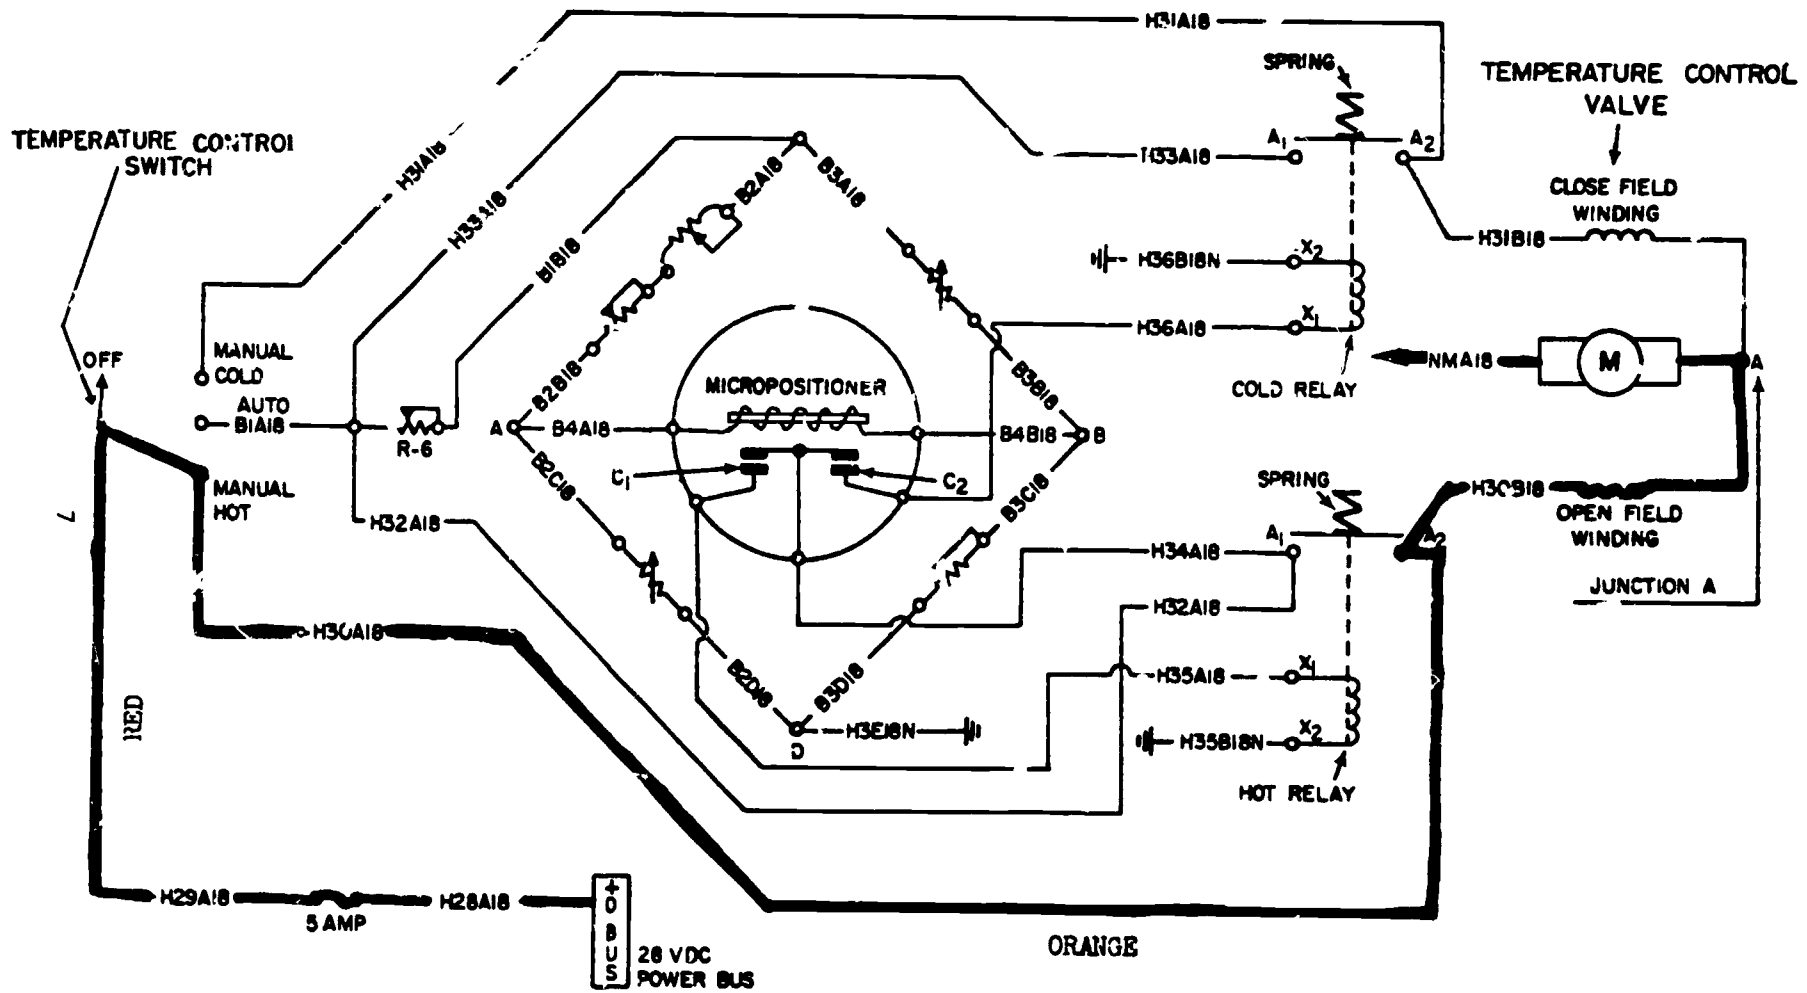 H31A18
SPRING
TEMPERATURE CONTROL
VALVE
TEMPERATURE CONTROL
SWITCH
H31A18
H33A18
B1B18
B2A18
B3A18
A1
A2
H33A18
CLOSE FIELD
WINDING
H31B18
H36B18N
X2
H36A18
X1
COLD RELAY
NMA18
M
A
OFF
MANUAL
COLD
AUTO
B1A18
R-6
MANUAL
HOT
MICROPOSITIONER
B2B18
B3B18
A
B4A18
B4B18
B
C1
C2
B2C18
B3C18
SPRING
H30B18
OPEN FIELD
WINDING
A1
A2
H32A18
H34A18
H32A18
JUNCTION A
H30A18
B2D18
B3D18
H35A18
X1
RED
H3E18N
D
H35B18N
X2
HOT RELAY
H29A18
5 AMP
H28A18
+
D
BUS
28 VDC
POWER BUS
ORANGE